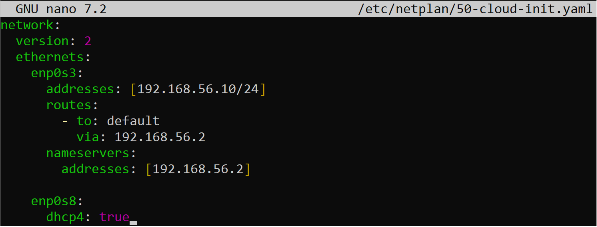 GNU nano 7.2 /etc/netplan/50-cloud-init.yaml
network:
  version: 2
  ethernets:
    enp0s3:
      addresses: [192.168.56.10/24]
      routes:
        - to: default
          via: 192.168.56.2
      nameservers:
        addresses: [192.168.56.2]

    enp0s8:
      dhcp4: true